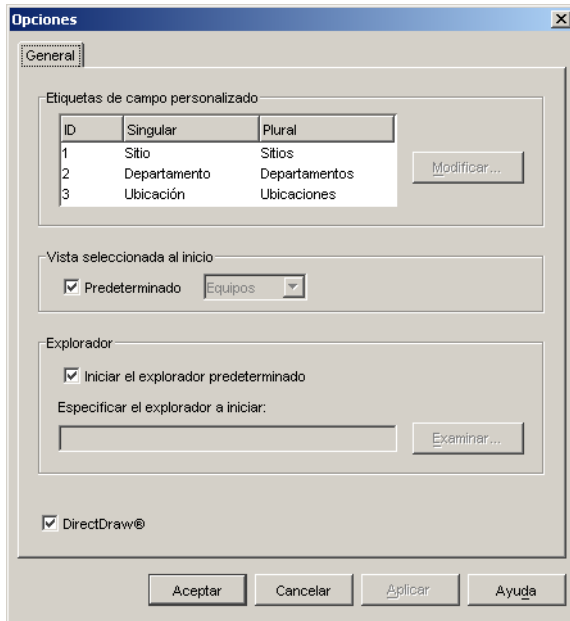 Opciones
General
Etiquetas de campo personalizado
ID Singular Plural
1 Sitio Sitios
2 Departamento Departamentos
3 Ubicación Ubicaciones
Modificar...
Vista seleccionada al inicio
Predeterminado Equipos
Explorador
Iniciar el explorador predeterminado
Especificar el explorador a iniciar:
Examinar...
DirectDraw®
Aceptar Cancelar Aplicar Ayuda